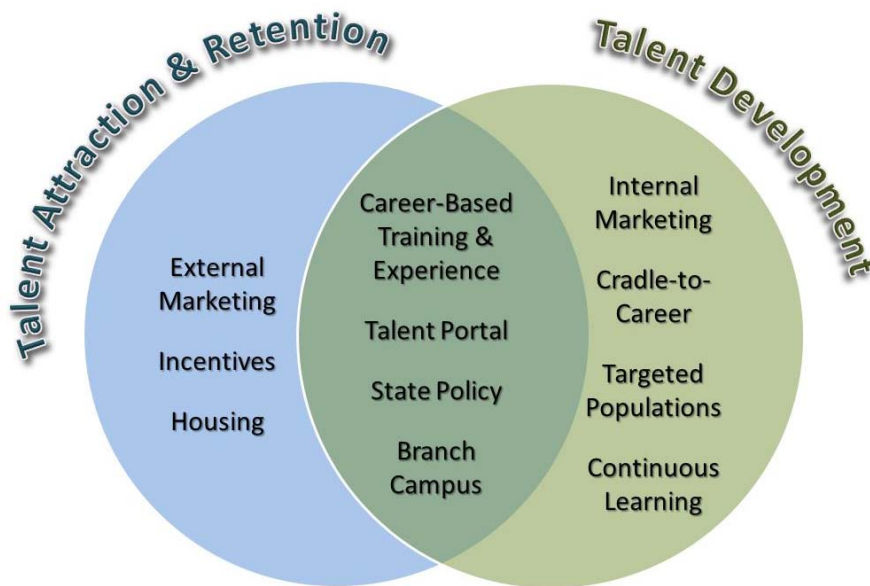 Talent Attraction & Retention
Talent Development
External
Marketing
Incentives
Housing
Career-Based
Training &
Experience
Talent Portal
State Policy
Branch
Campus
Internal
Marketing
Cradle-to-
Career
Targeted
Populations
Continuous
Learning